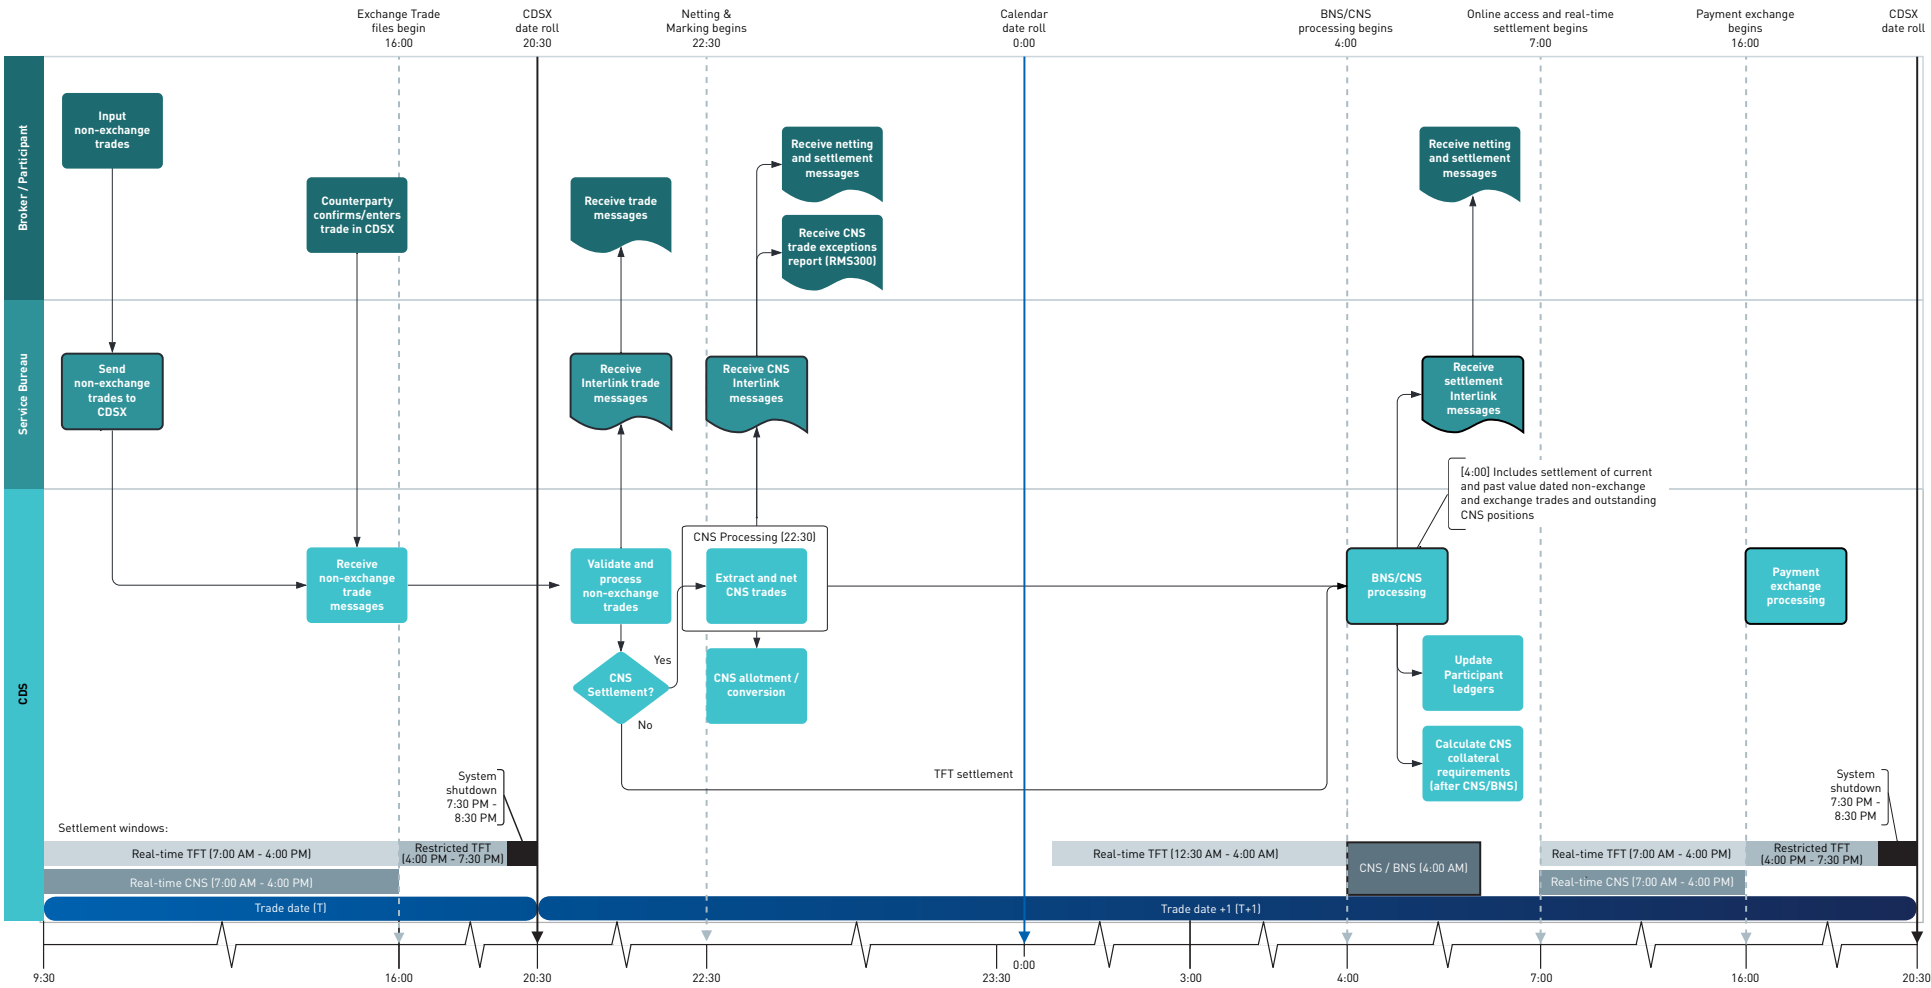 Exchange Trade
files begin
16:00
CDSX
date roll
20:30
Netting &
Marking begins
22:30
Calendar
date roll
0:00
BNS/CNS
processing begins
4:00
Online access and real-time
settlement begins
7:00
Payment exchange
begins
16:00
CDSX
date roll
20:30
Broker / Participant
Input
non-exchange
trades
Counterparty
confirms/enters
trade in CDSX
Receive trade
messages
Receive netting
and settlement
messages
Receive CNS
trade exceptions
report (RMS300)
Receive netting
and settlement
messages
Service Bureau
Send
non-exchange
trades to
CDSX
Receive
Interlink trade
messages
Receive CNS
Interlink
messages
Receive
settlement
Interlink
messages
[4:00] Includes settlement of current
and past value dated non-exchange
and exchange trades and outstanding
CNS positions
CDS
Receive
non-exchange
trade
messages
Validate and
process
non-exchange
trades
CNS Processing (22:30)
Extract and net
CNS trades
BNS/CNS
processing
Payment
exchange
processing
Yes
CNS
Settlement?
No
CNS allotment /
conversion
Update
Participant
ledgers
Calculate CNS
collateral
requirements
(after CNS/BNS)
TFT settlement
System
shutdown
7:30 PM -
8:30 PM
System
shutdown
7:30 PM -
8:30 PM
Settlement windows:
Real-time TFT (7:00 AM - 4:00 PM)
Restricted TFT
(4:00 PM - 7:30 PM)
Real-time TFT (12:30 AM - 4:00 AM)
CNS / BNS (4:00 AM)
Real-time TFT (7:00 AM - 4:00 PM)
Restricted TFT
(4:00 PM - 7:30 PM)
Real-time CNS (7:00 AM - 4:00 PM)
Real-time CNS (7:00 AM - 4:00 PM)
Trade date (T)
Trade date +1 (T+1)
9:30
16:00
20:30
22:30
23:30
0:00
3:00
4:00
7:00
16:00
20:30